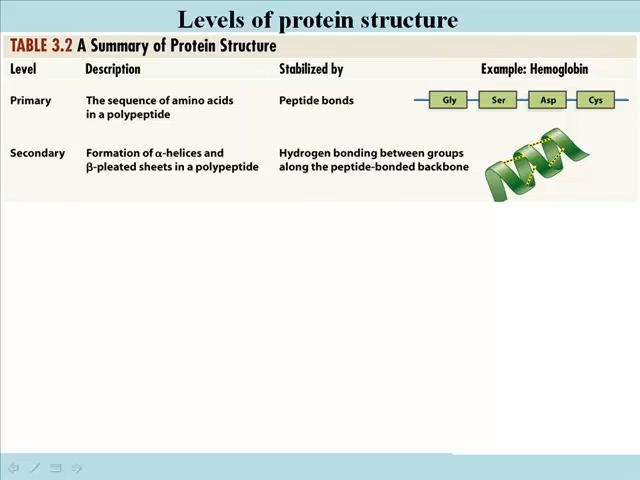 Levels of protein structure
TABLE 3.2 A Summary of Protein Structure
Level Description Stabilized by Example: Hemoglobin
Primary The sequence of amino acids Peptide bonds Gly Ser Asp Cys
in a polypeptide
Secondary Formation of α-helices and Hydrogen bonding between groups
β-pleated sheets in a polypeptide along the peptide-bonded backbone